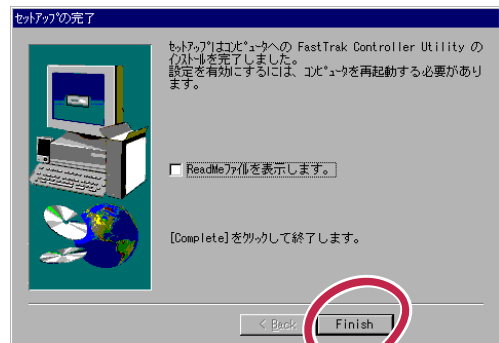 ｾｯﾄｱｯﾌﾟの完了
ｾｯﾄｱｯﾌﾟはｺﾝﾋﾟｭｰﾀへの FastTrak Controller Utility の
ｲﾝｽﾄｰﾙを完了しました。
設定を有効にするには、ｺﾝﾋﾟｭｰﾀを再起動する必要があり
ます。
ReadMeﾌｧｲﾙを表示します。
[Complete]をｸﾘｯｸして終了します。
< Back
Finish